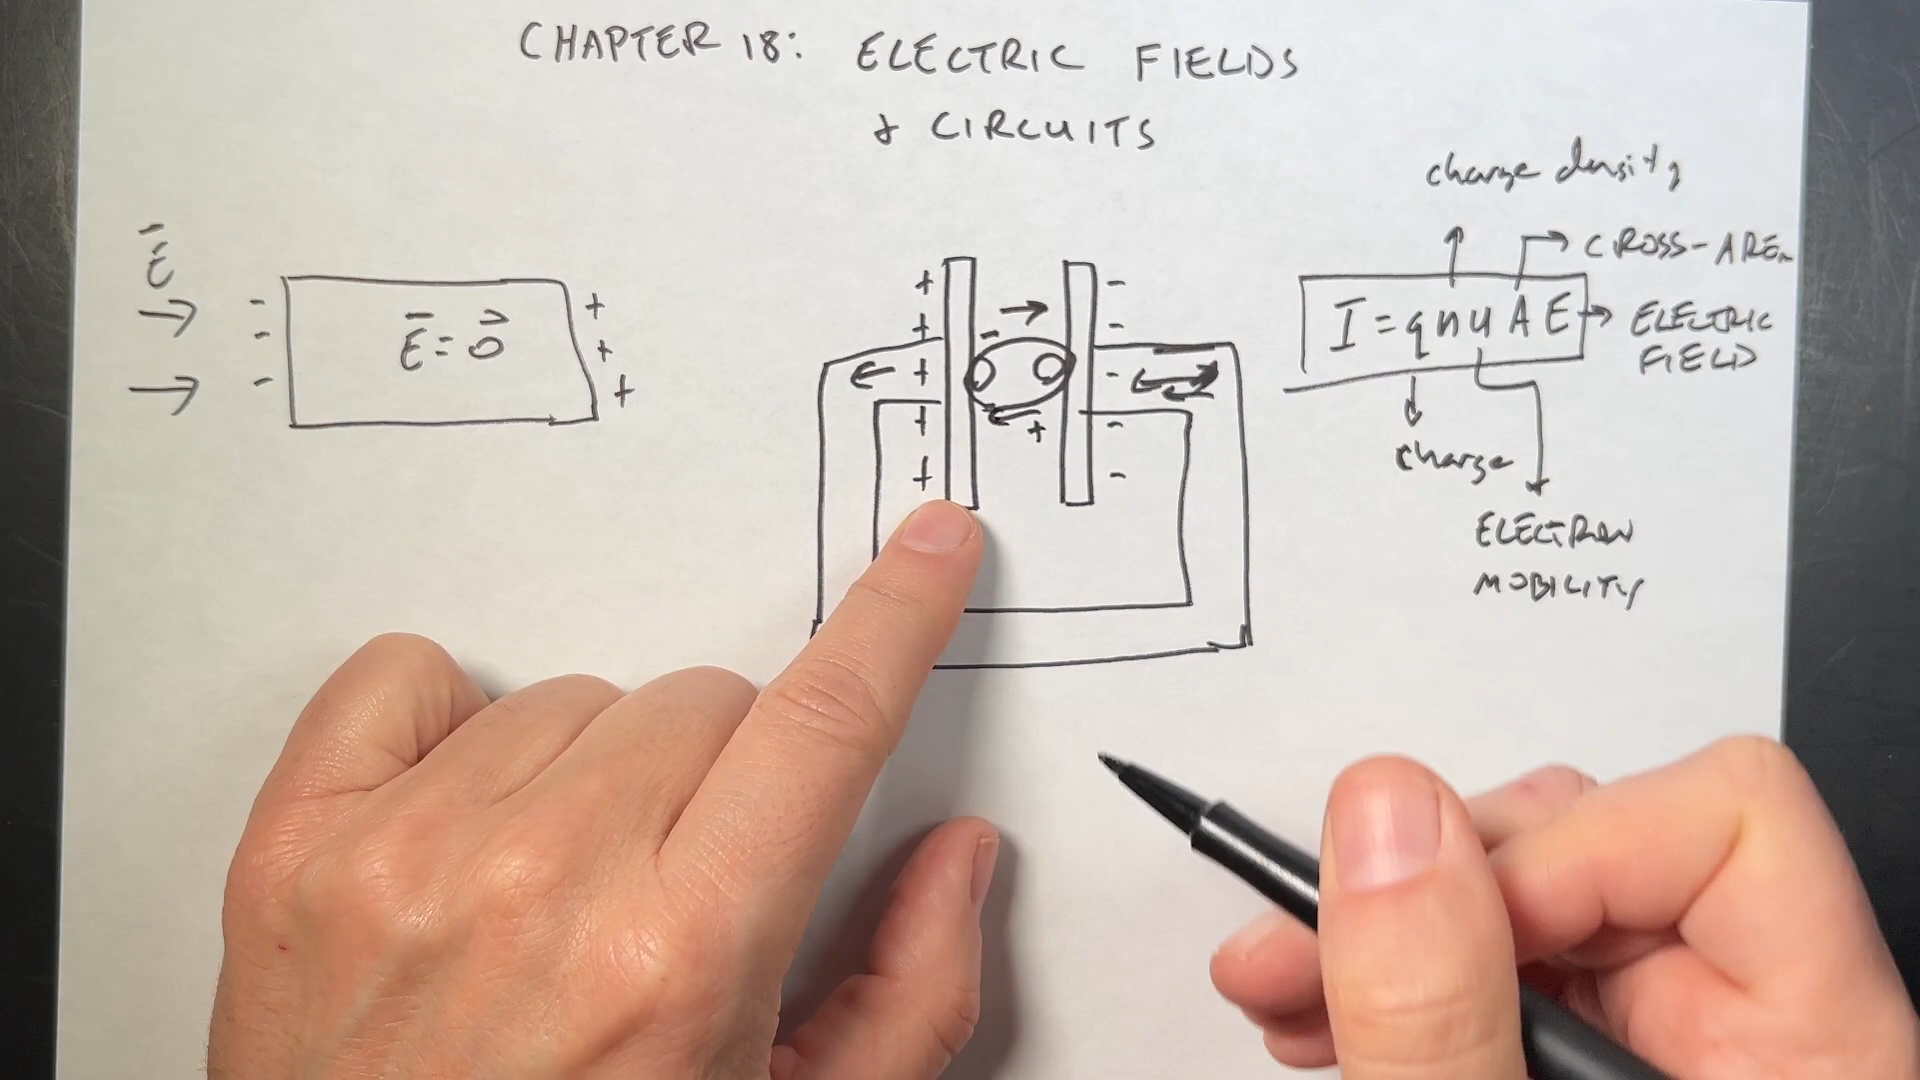 CHAPTER 18: ELECTRIC FIELDS
& CIRCUITS
charge density
CROSS-AREA
I = q n u A E
ELECTRIC
FIELD
charge
ELECTRON
MOBILITY
Ē
Ē = 0⃗
- + + -
- + + -
- + + -
+ -
+ -
- +